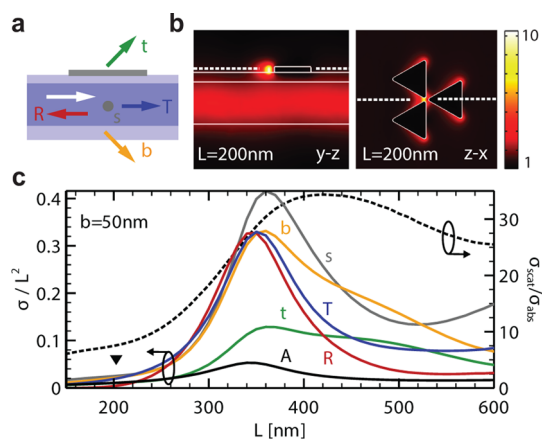 a
t
R
s
T
b
b
L=200nm
y-z
L=200nm
z-x
10
1
c
b=50nm
s
b
T
t
A
R
0.4
0.3
0.2
0.1
0
σ / L²
30
20
10
0
σscat/σabs
200
300
400
500
600
L [nm]